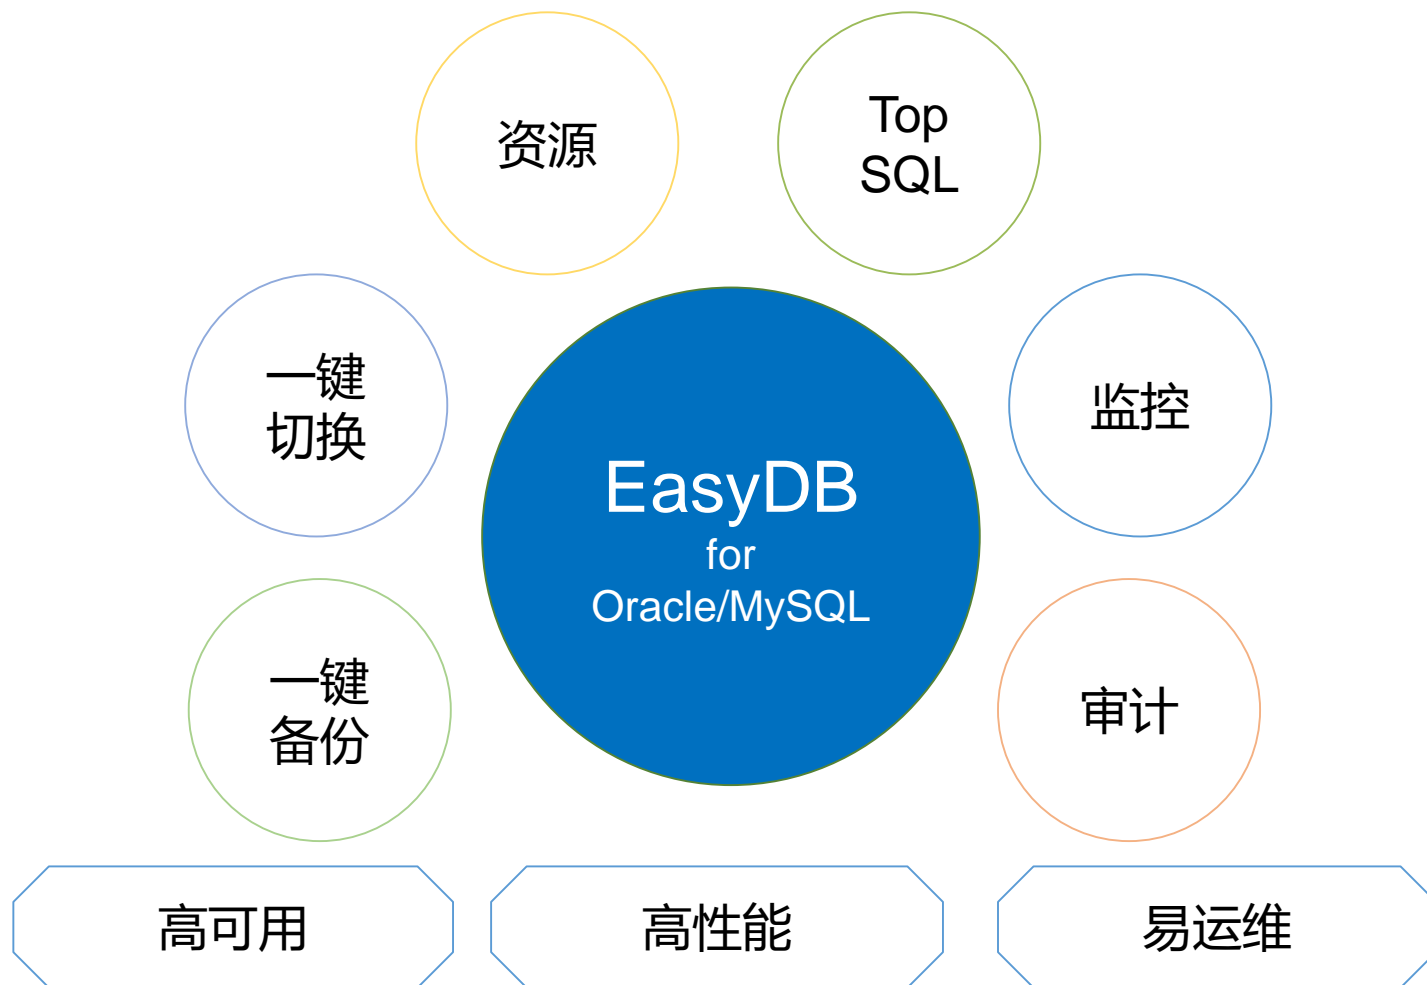 资源
Top
SQL
一键
切换
监控
EasyDB
for
Oracle/MySQL
一键
备份
审计
高可用
高性能
易运维